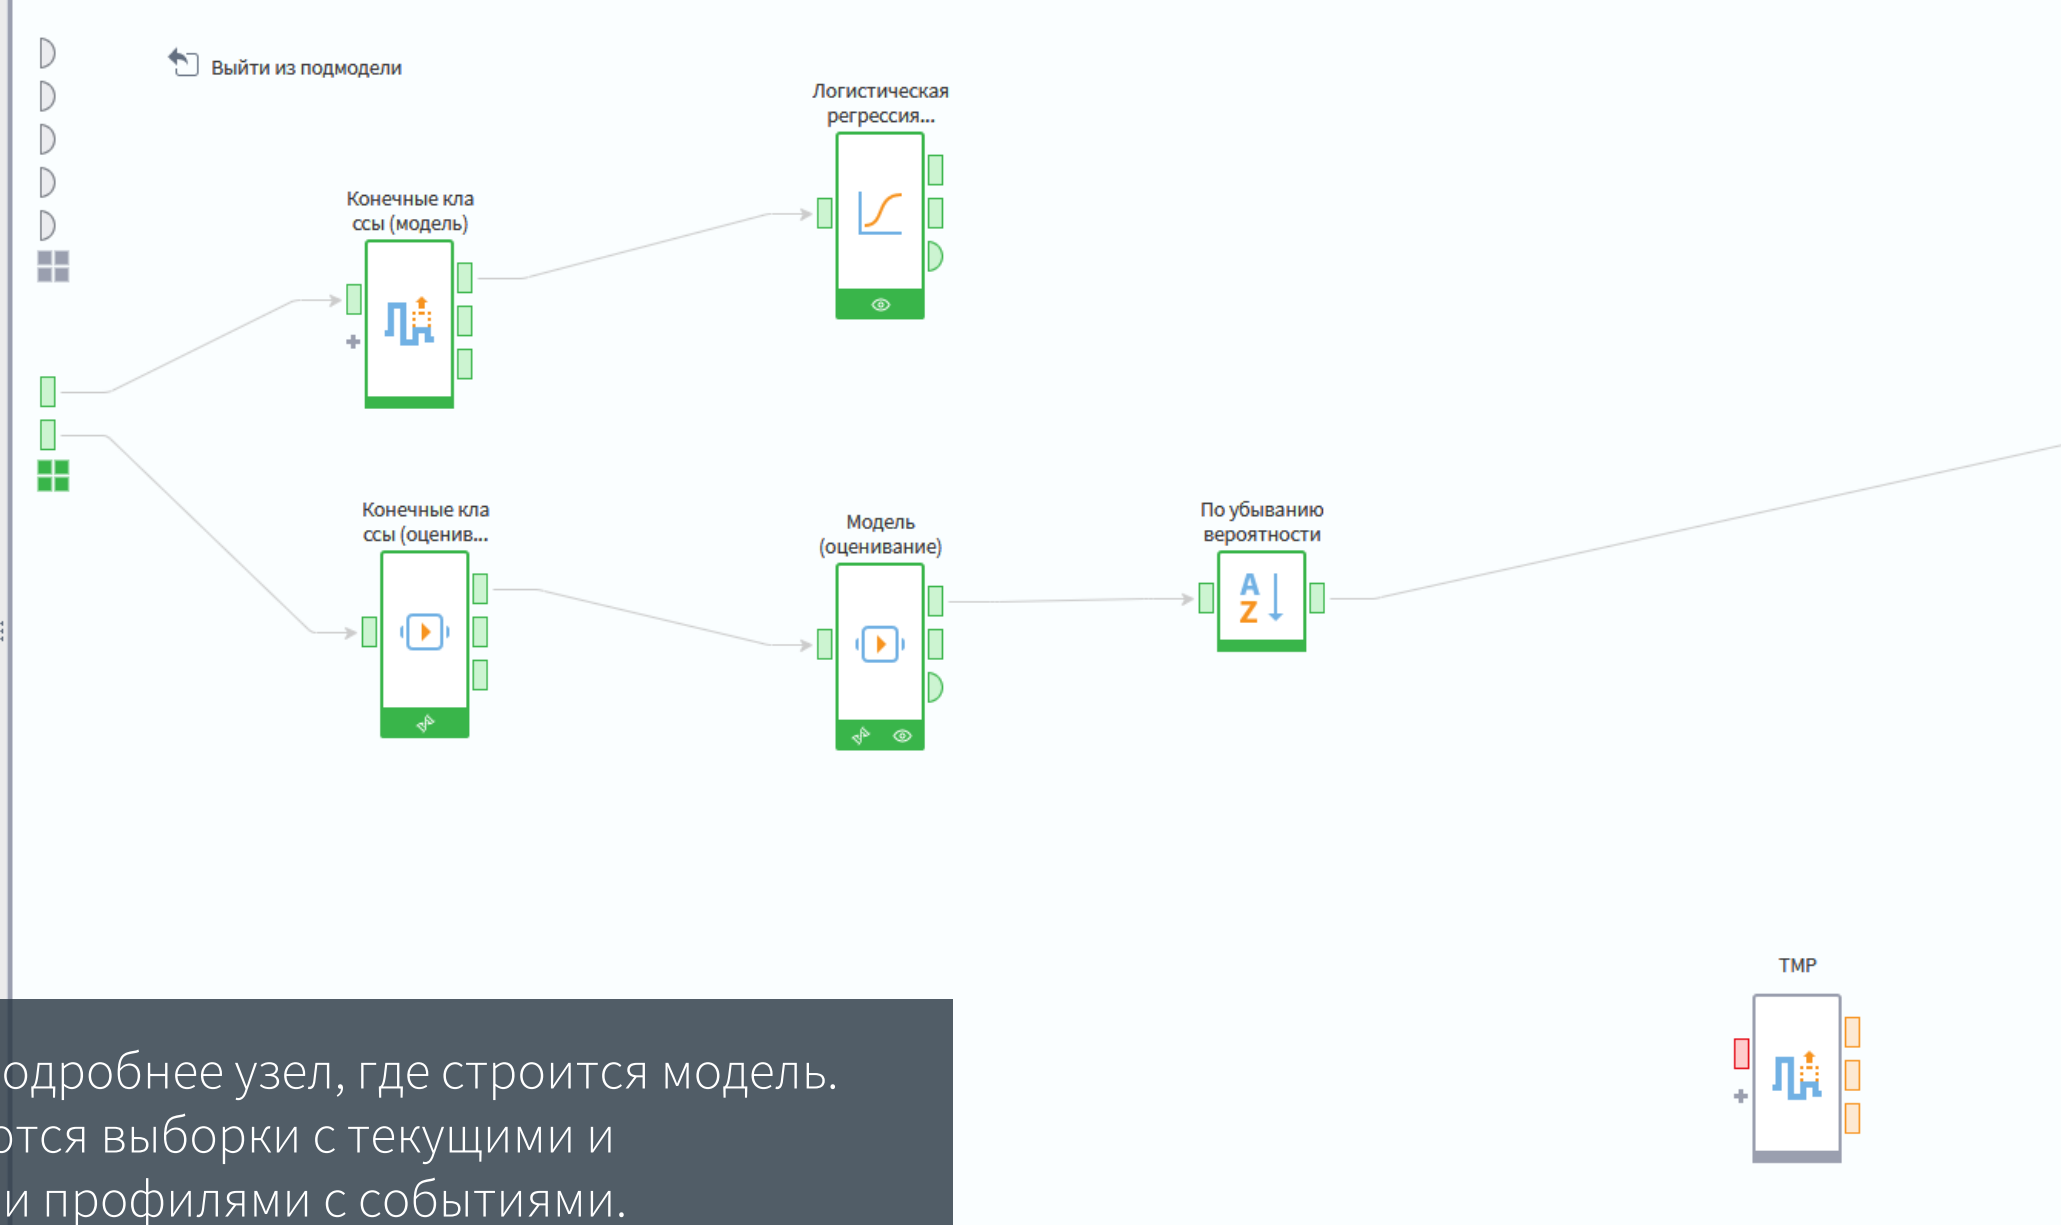 Выйти из подмодели
Логистическая
регрессия...
Конечные кла
ссы (модель)
Конечные кла
ссы (оценив...
Модель
(оценивание)
По убыванию
вероятности
A
Z
TMP
одробнее узел, где строится модель.
ются выборки с текущими и
и профилями с событиями.